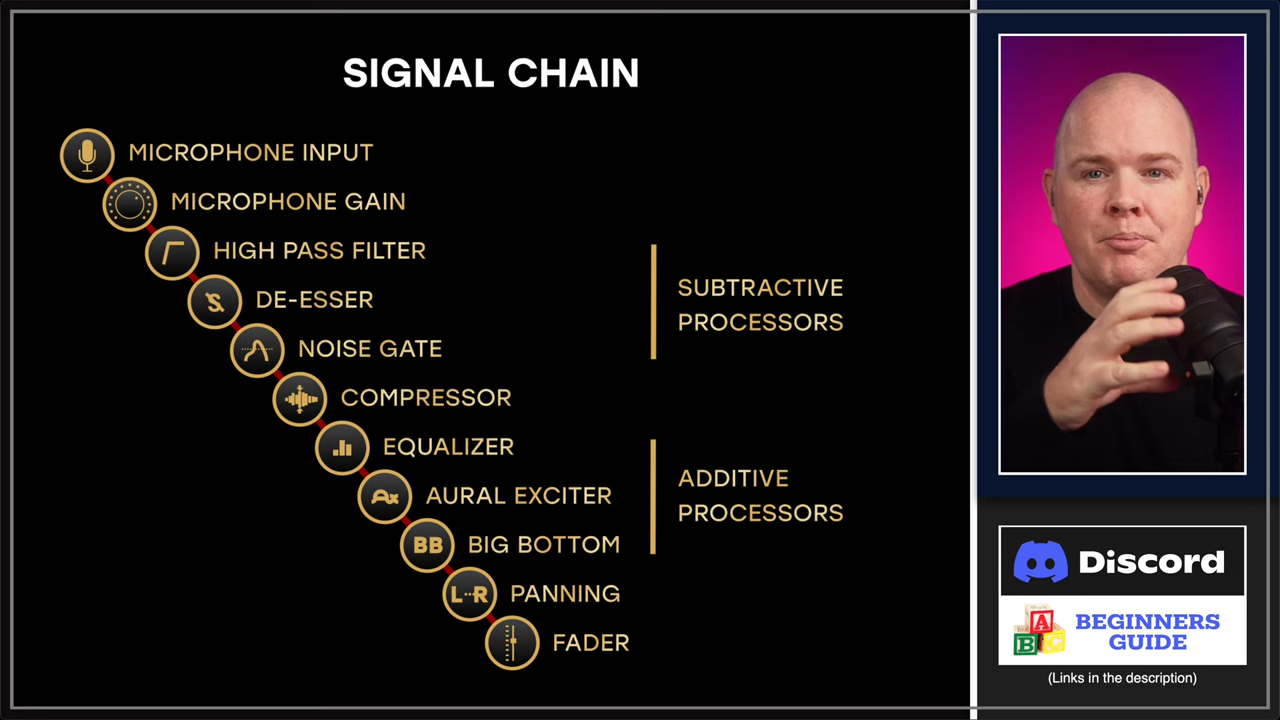 SIGNAL CHAIN
MICROPHONE INPUT
MICROPHONE GAIN
HIGH PASS FILTER
DE-ESSER
NOISE GATE
COMPRESSOR
EQUALIZER
AURAL EXCITER
BB BIG BOTTOM
L··R PANNING
FADER
SUBTRACTIVE
PROCESSORS
ADDITIVE
PROCESSORS
Discord
A
B C
BEGINNERS
GUIDE
(Links in the description)